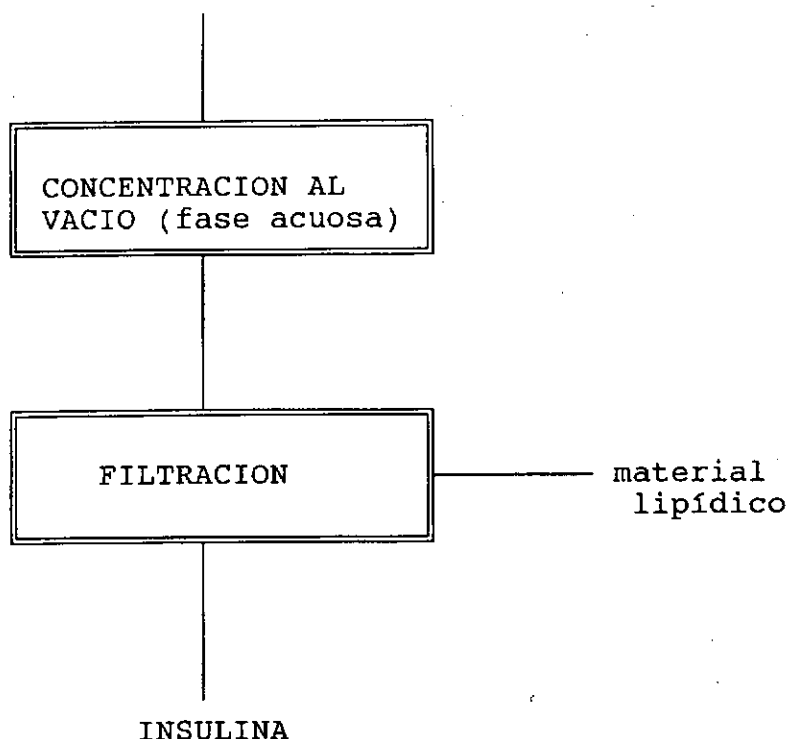 CONCENTRACION AL
VACIO (fase acuosa)
FILTRACION
material
lipídico
INSULINA